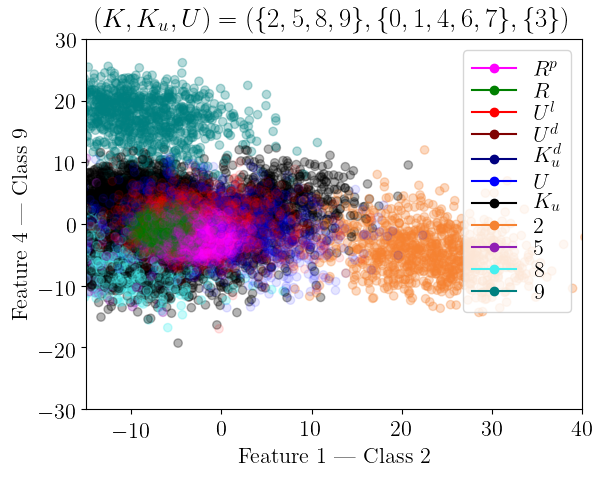 (K, K_u, U) = ({2, 5, 8, 9}, {0, 1, 4, 6, 7}, {3})
30
20
10
0
−10
−20
−30
Feature 4 — Class 9
R^p
R
U^l
U^d
K_u^d
U
K_u
2
5
8
9
−10 0 10 20 30 40
Feature 1 — Class 2